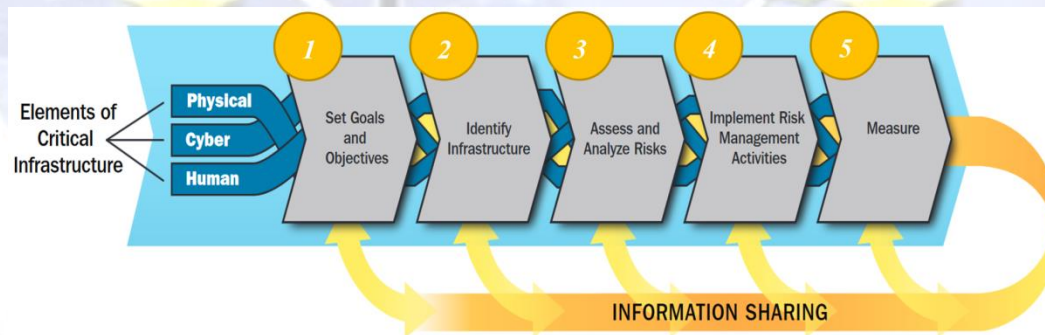 1
2
3
4
5
Elements of
Critical
Infrastructure
Physical
Cyber
Human
Set Goals
and
Objectives
Identify
Infrastructure
Assess and
Analyze Risks
Implement Risk
Management
Activities
Measure
INFORMATION SHARING